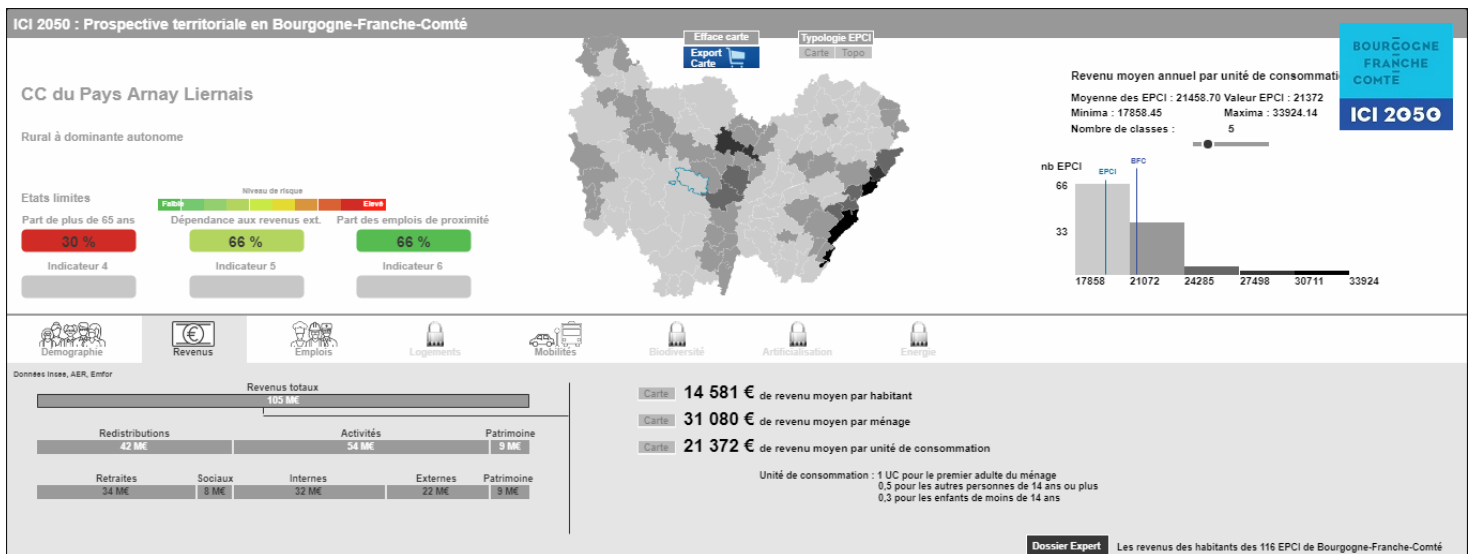 ICI 2050 : Prospective territoriale en Bourgogne-Franche-Comté
Efface carte
Export
Carte
Typologie EPCI
Carte Topo
BOURGOGNE
FRANCHE
COMTÉ
ICI 2050
CC du Pays Arnay Liernais
Rural à dominante autonome
Etats limites
Niveau de risque
Faible Elevé
Part de plus de 65 ans Dépendance aux revenus ext. Part des emplois de proximité
30 % 66 % 66 %
Indicateur 4 Indicateur 5 Indicateur 6
Revenu moyen annuel par unité de consommati
Moyenne des EPCI : 21458.70 Valeur EPCI : 21372
Minima : 17858.45 Maxima : 33924.14
Nombre de classes : 5
nb EPCI
EPCI BFC
66
33
17858 21072 24285 27498 30711 33924
Démographie Revenus Emplois Logements Mobilités Biodiversité Artificialisation Energie
Données Insee, AER, Emfor
Revenus totaux
105 M€
Redistributions Activités Patrimoine
42 M€ 54 M€ 9 M€
Retraites Sociaux Internes Externes Patrimoine
34 M€ 8 M€ 32 M€ 22 M€ 9 M€
Carte 14 581 € de revenu moyen par habitant
Carte 31 080 € de revenu moyen par ménage
Carte 21 372 € de revenu moyen par unité de consommation
Unité de consommation : 1 UC pour le premier adulte du ménage
0,5 pour les autres personnes de 14 ans ou plus
0,3 pour les enfants de moins de 14 ans
Dossier Expert Les revenus des habitants des 116 EPCI de Bourgogne-Franche-Comté